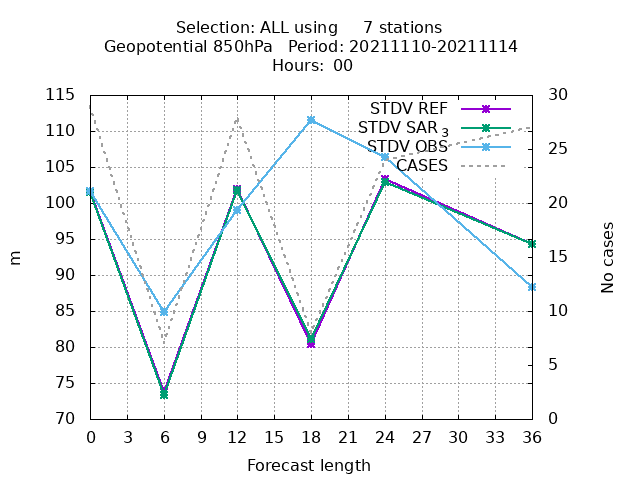 Selection: ALL using 7 stations
Geopotential 850hPa Period: 20211110-20211114
Hours: 00
115
110
105
100
95
90
85
80
75
70
30
25
20
15
10
5
0
STDV REF
STDV SAR 3
STDV OBS
CASES
m
No cases
0 3 6 9 12 15 18 21 24 27 30 33 36
Forecast length